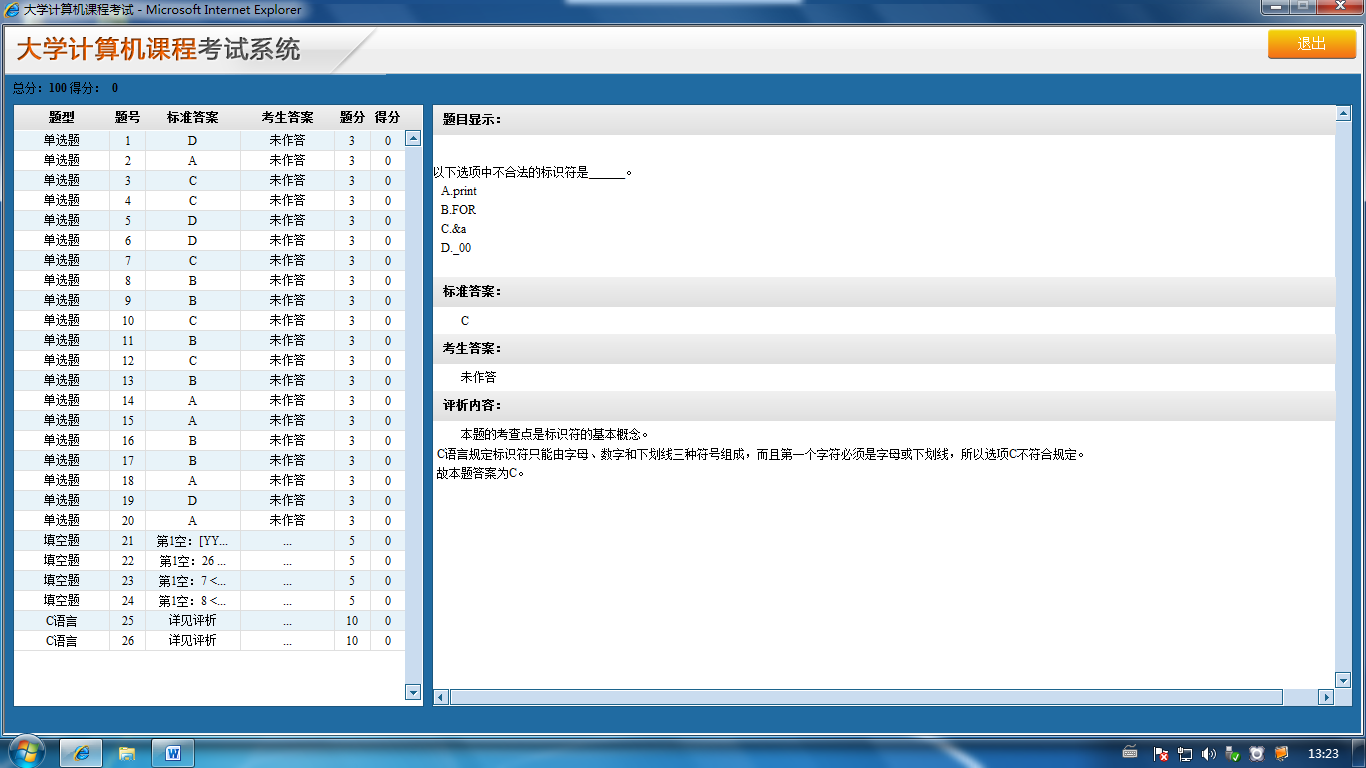 大学计算机课程考试 - Microsoft Internet Explorer
大学计算机课程考试系统
退出
总分：100 得分： 0
题型 题号 标准答案 考生答案 题分 得分
单选题 1 D 未作答 3 0
单选题 2 A 未作答 3 0
单选题 3 C 未作答 3 0
单选题 4 C 未作答 3 0
单选题 5 D 未作答 3 0
单选题 6 D 未作答 3 0
单选题 7 C 未作答 3 0
单选题 8 B 未作答 3 0
单选题 9 B 未作答 3 0
单选题 10 C 未作答 3 0
单选题 11 B 未作答 3 0
单选题 12 C 未作答 3 0
单选题 13 B 未作答 3 0
单选题 14 A 未作答 3 0
单选题 15 A 未作答 3 0
单选题 16 B 未作答 3 0
单选题 17 B 未作答 3 0
单选题 18 A 未作答 3 0
单选题 19 D 未作答 3 0
单选题 20 A 未作答 3 0
填空题 21 第1空：[YY... ... 5 0
填空题 22 第1空：26 ... ... 5 0
填空题 23 第1空：7 <... ... 5 0
填空题 24 第1空：8 <... ... 5 0
C语言 25 详见评析 ... 10 0
C语言 26 详见评析 ... 10 0
题目显示：
以下选项中不合法的标识符是______。
A.print
B.FOR
C.&a
D._00
标准答案：
C
考生答案：
未作答
评析内容：
本题的考查点是标识符的基本概念。
C语言规定标识符只能由字母、数字和下划线三种符号组成，而且第一个字符必须是字母或下划线，所以选项C不符合规定。
故本题答案为C。
13:23